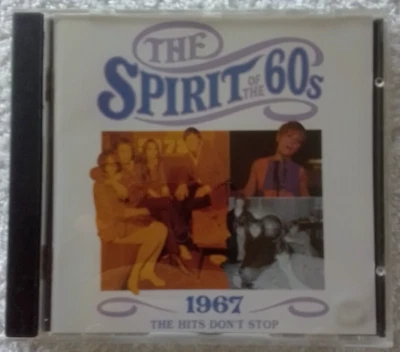 THE
SPIRIT OF THE 60s
1967
THE HITS DON'T STOP